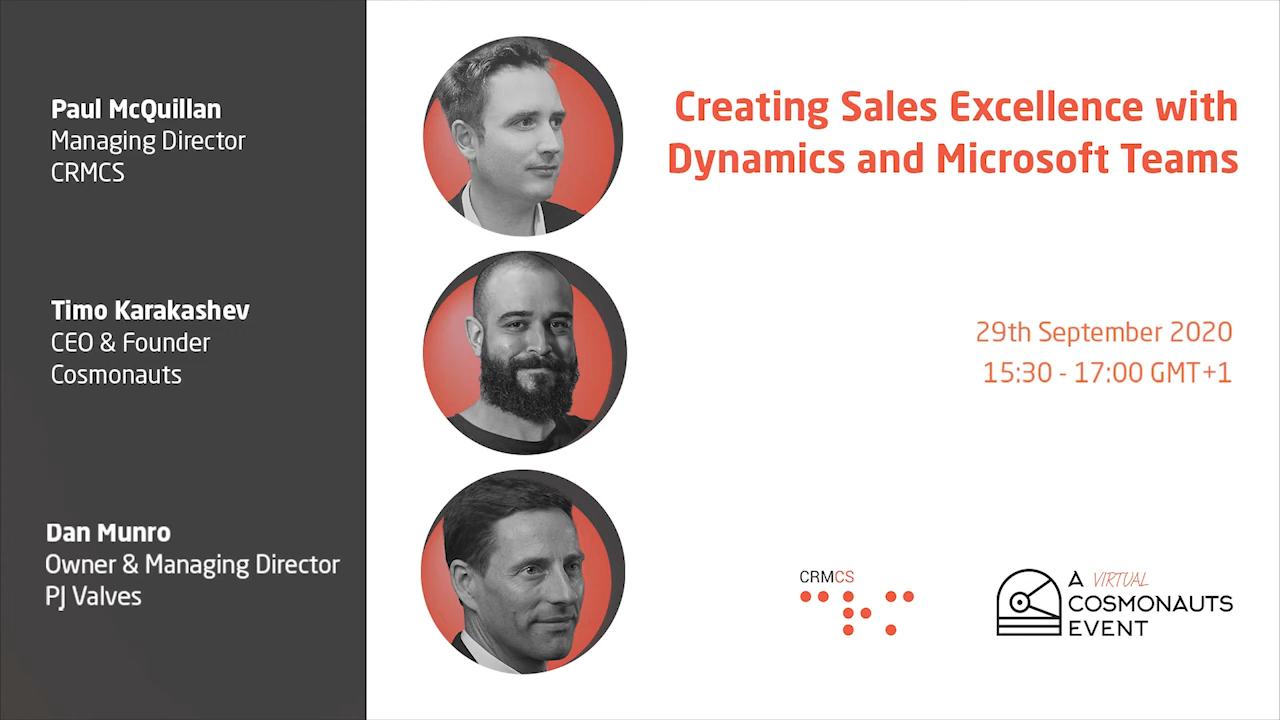 Paul McQuillan
Managing Director
CRMCS
Timo Karakashev
CEO & Founder
Cosmonauts
Dan Munro
Owner & Managing Director
PJ Valves
Creating Sales Excellence with
Dynamics and Microsoft Teams
29th September 2020
15:30 - 17:00 GMT+1
CRMCS
A VIRTUAL
COSMONAUTS
EVENT